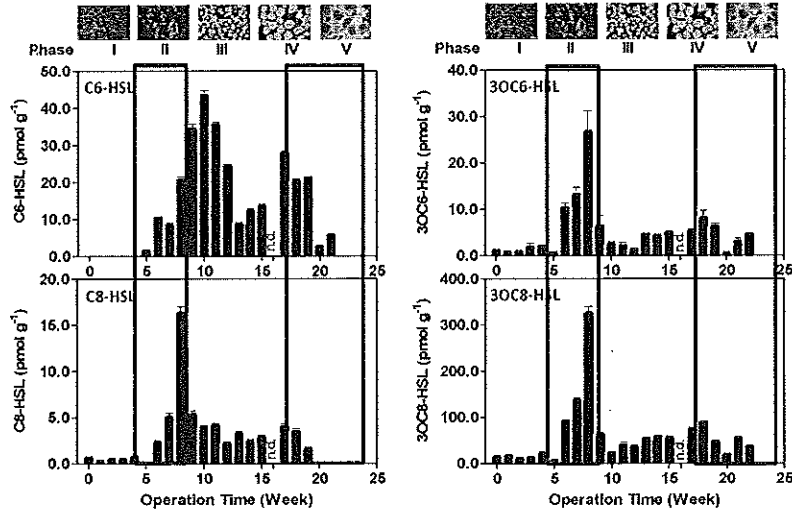 Phase I II III IV V
C6-HSL
C6-HSL (pmol g-1)
50.0
40.0
30.0
20.0
10.0
0.0
n.d.
0 5 10 15 20 25
C8-HSL
C8-HSL (pmol g-1)
20.0
15.0
10.0
5.0
0.0
n.d.
0 5 10 15 20 25
Operation Time (Week)
Phase I II III IV V
3OC6-HSL
3OC6-HSL (pmol g-1)
40.0
30.0
20.0
10.0
0.0
n.d.
0 5 10 15 20 25
3OC8-HSL
3OC8-HSL (pmol g-1)
400.0
300.0
200.0
100.0
0.0
n.d.
0 5 10 15 20 25
Operation Time (Week)